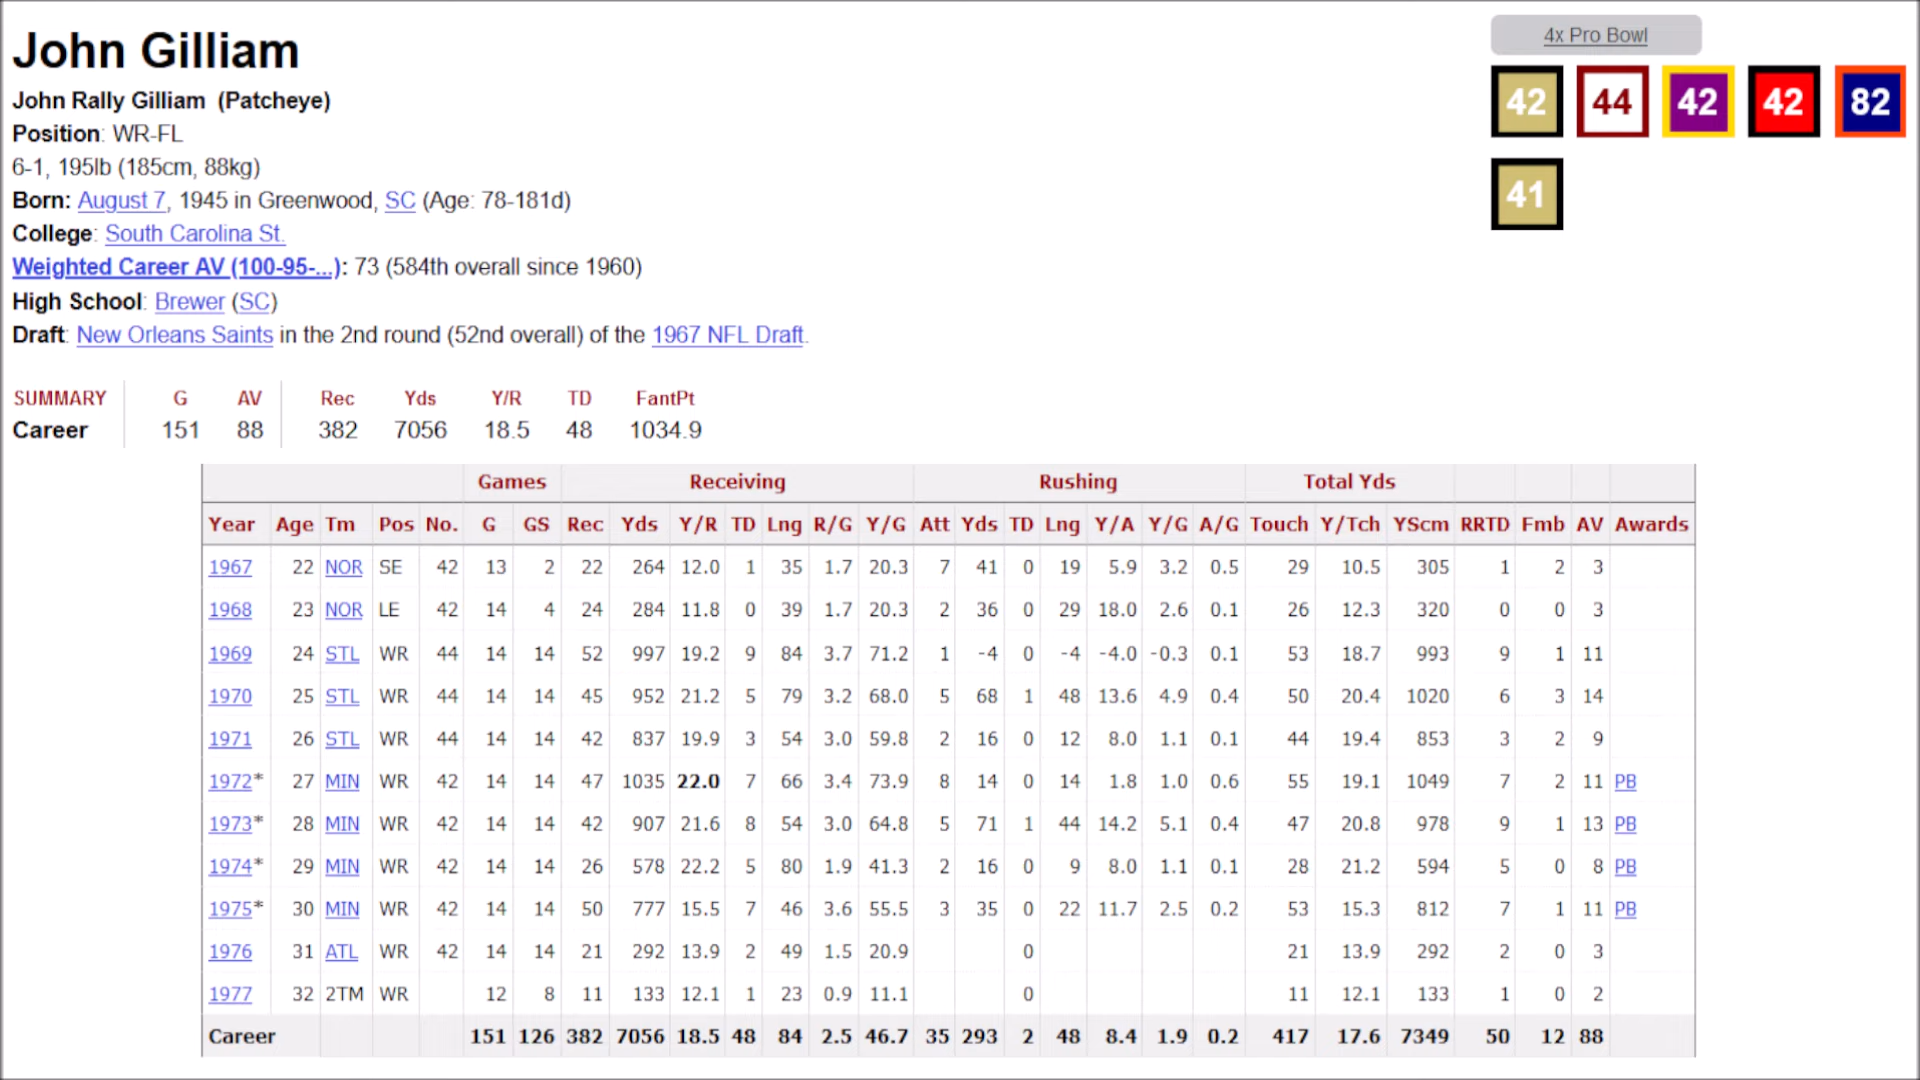 John Gilliam
4x Pro Bowl
42 44 42 42 82
41
John Rally Gilliam (Patcheye)
Position: WR-FL
6-1, 195lb (185cm, 88kg)
Born: August 7, 1945 in Greenwood, SC (Age: 78-181d)
College: South Carolina St.
Weighted Career AV (100-95-...): 73 (584th overall since 1960)
High School: Brewer (SC)
Draft: New Orleans Saints in the 2nd round (52nd overall) of the 1967 NFL Draft.
SUMMARY G AV Rec Yds Y/R TD FantPt
Career 151 88 382 7056 18.5 48 1034.9
Games Receiving Rushing Total Yds
Year Age Tm Pos No. G GS Rec Yds Y/R TD Lng R/G Y/G Att Yds TD Lng Y/A Y/G A/G Touch Y/Tch YScm RRTD Fmb AV Awards
1967 22 NOR SE 42 13 2 22 264 12.0 1 35 1.7 20.3 7 41 0 19 5.9 3.2 0.5 29 10.5 305 1 2 3
1968 23 NOR LE 42 14 4 24 284 11.8 0 39 1.7 20.3 2 36 0 29 18.0 2.6 0.1 26 12.3 320 0 0 3
1969 24 STL WR 44 14 14 52 997 19.2 9 84 3.7 71.2 1 -4 0 -4 -4.0 -0.3 0.1 53 18.7 993 9 1 11
1970 25 STL WR 44 14 14 45 952 21.2 5 79 3.2 68.0 5 68 1 48 13.6 4.9 0.4 50 20.4 1020 6 3 14
1971 26 STL WR 44 14 14 42 837 19.9 3 54 3.0 59.8 2 16 0 12 8.0 1.1 0.1 44 19.4 853 3 2 9
1972* 27 MIN WR 42 14 14 47 1035 22.0 7 66 3.4 73.9 8 14 0 14 1.8 1.0 0.6 55 19.1 1049 7 2 11 PB
1973* 28 MIN WR 42 14 14 42 907 21.6 8 54 3.0 64.8 5 71 1 44 14.2 5.1 0.4 47 20.8 978 9 1 13 PB
1974* 29 MIN WR 42 14 14 26 578 22.2 5 80 1.9 41.3 2 16 0 9 8.0 1.1 0.1 28 21.2 594 5 0 8 PB
1975* 30 MIN WR 42 14 14 50 777 15.5 7 46 3.6 55.5 3 35 0 22 11.7 2.5 0.2 53 15.3 812 7 1 11 PB
1976 31 ATL WR 42 14 14 21 292 13.9 2 49 1.5 20.9 0 21 13.9 292 2 0 3
1977 32 2TM WR 12 8 11 133 12.1 1 23 0.9 11.1 0 11 12.1 133 1 0 2
Career 151 126 382 7056 18.5 48 84 2.5 46.7 35 293 2 48 8.4 1.9 0.2 417 17.6 7349 50 12 88